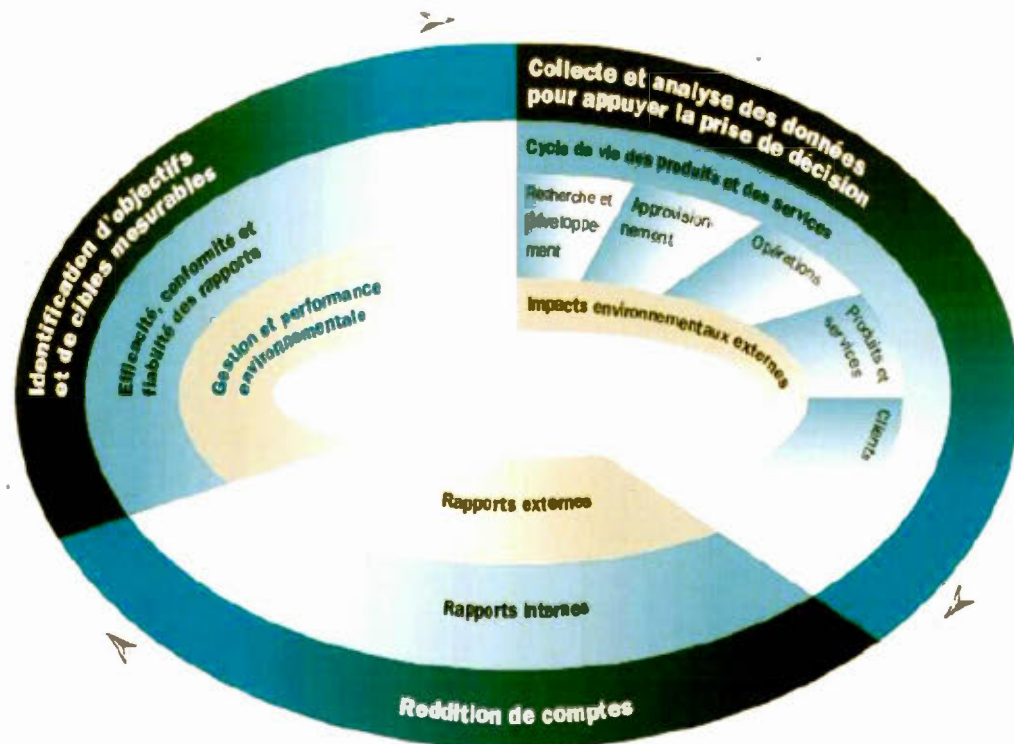 Collecte et analyse des données
pour appuyer la prise de décision
Cycle de vie des produits et des services
Recherche et
développe-
ment
Approvision-
nement
Opérations
Produits et
services
Clients
Impacts environnementaux externes
Identification d'objectifs
et de cibles mesurables
Efficacité, conformité et
fiabilité des rapports
Gestion et performance
environnementale
Rapports externes
Rapports internes
Reddition de comptes